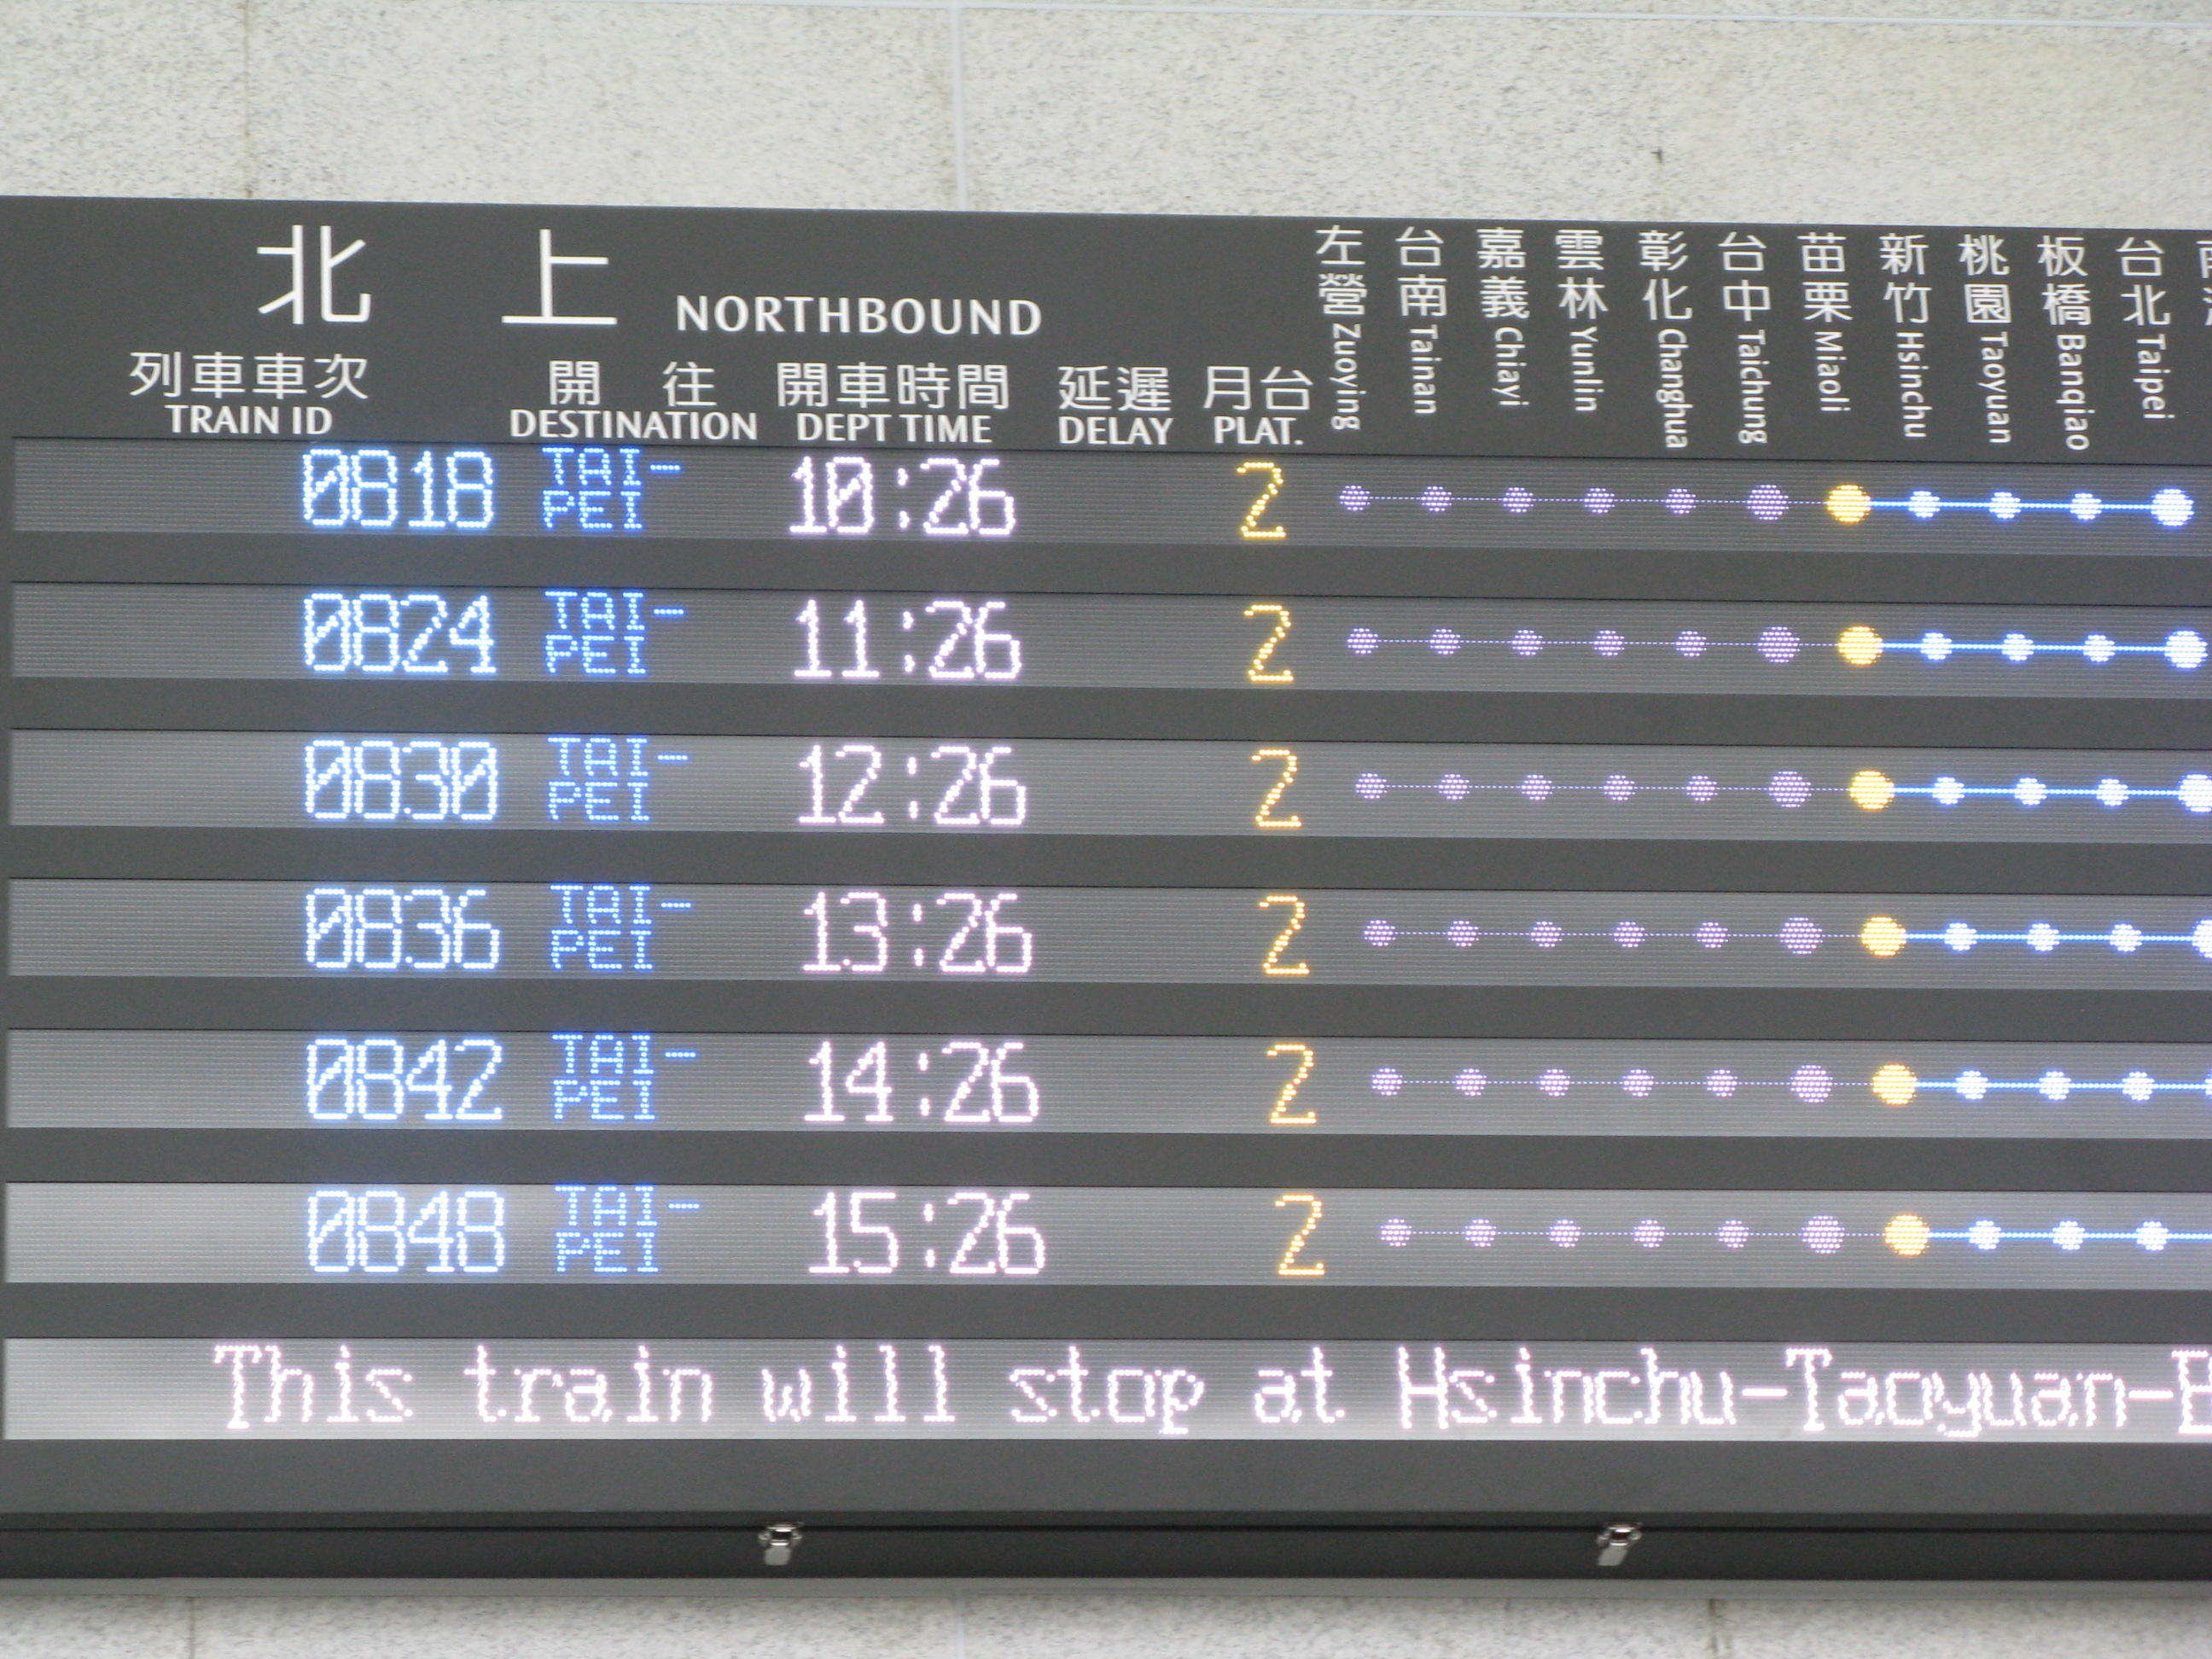 北 上 NORTHBOUND
列車車次 開 往 開車時間 延遲 月台
TRAIN ID DESTINATION DEPT TIME DELAY PLAT.
左營 Zuoying
台南 Tainan
嘉義 Chiayi
雲林 Yunlin
彰化 Changhua
台中 Taichung
苗栗 Miaoli
新竹 Hsinchu
桃園 Taoyuan
板橋 Banqiao
台北 Taipei
0818 TAI-PEI 10:26 2
0824 TAI-PEI 11:26 2
0830 TAI-PEI 12:26 2
0836 TAI-PEI 13:26 2
0842 TAI-PEI 14:26 2
0848 TAI-PEI 15:26 2
This train will stop at Hsinchu-Taoyuan-